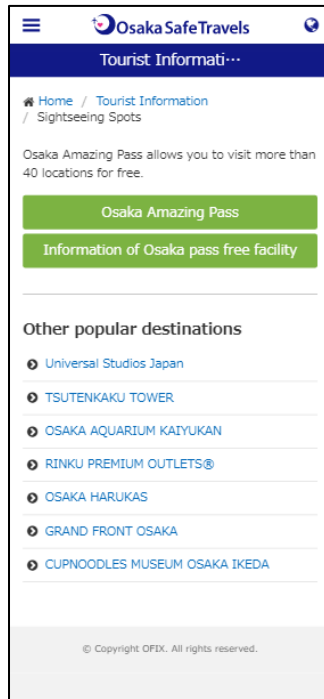 Osaka Safe Travels
Tourist Informati···
Home / Tourist Information
/ Sightseeing Spots
Osaka Amazing Pass allows you to visit more than
40 locations for free.
Osaka Amazing Pass
Information of Osaka pass free facility
Other popular destinations
Universal Studios Japan
TSUTENKAKU TOWER
OSAKA AQUARIUM KAIYUKAN
RINKU PREMIUM OUTLETS®
OSAKA HARUKAS
GRAND FRONT OSAKA
CUPNOODLES MUSEUM OSAKA IKEDA
© Copyright OFIX. All rights reserved.